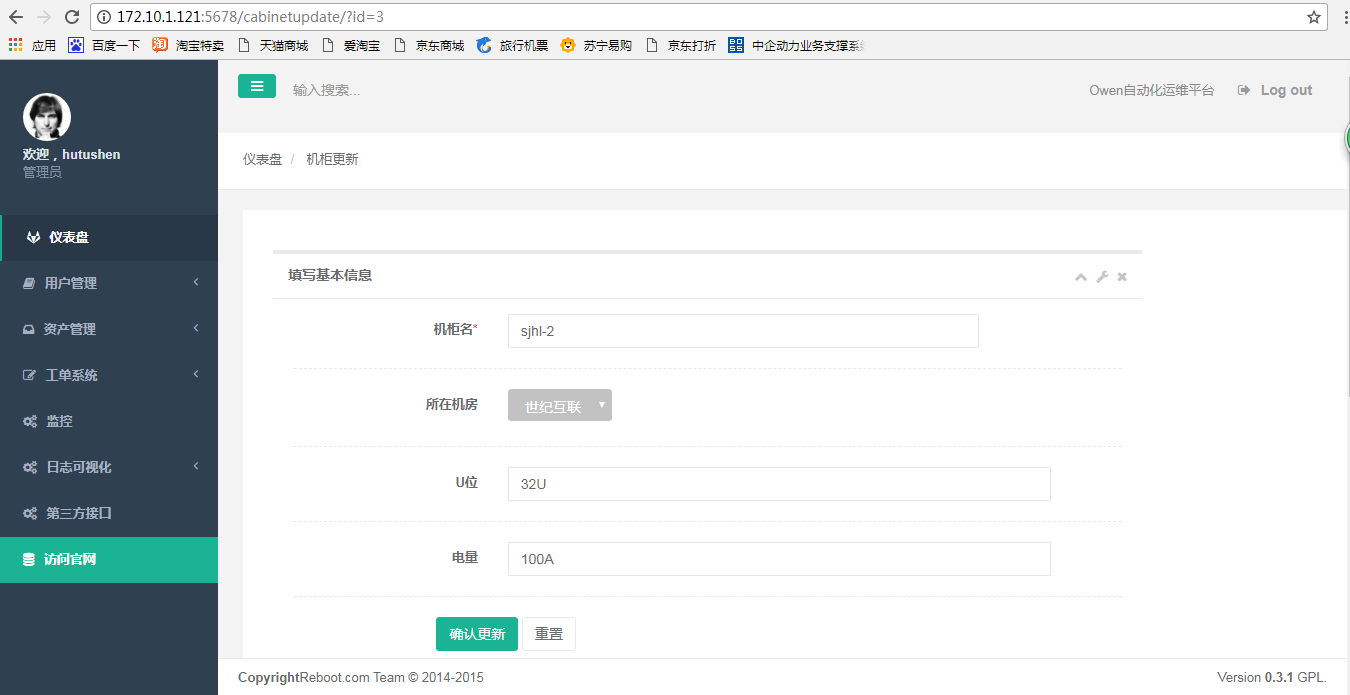 172.10.1.121:5678/cabinetupdate/?id=3
应用 百度一下 淘宝特卖 天猫商城 爱淘宝 京东商城 旅行机票 苏宁易购 京东打折 中企动力业务支撑系
输入搜索...
Owen自动化运维平台 Log out
欢迎，hutushen
管理员
仪表盘 / 机柜更新
仪表盘
用户管理
资产管理
工单系统
监控
日志可视化
第三方接口
访问官网
填写基本信息
机柜名* sjhl-2
所在机房 世纪互联
U位 32U
电量 100A
确认更新 重置
CopyrightReboot.com Team © 2014-2015
Version 0.3.1 GPL.